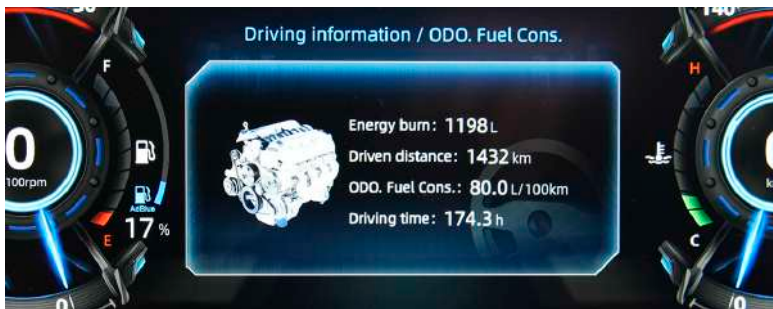 Driving information / ODO. Fuel Cons.
F
H
Energy burn: 1198 L
Driven distance: 1432 km
0
100rpm
ODO. Fuel Cons.: 80.0 L/100km
AdBlue
Driving time: 174.3 h
17 %
E
C
0